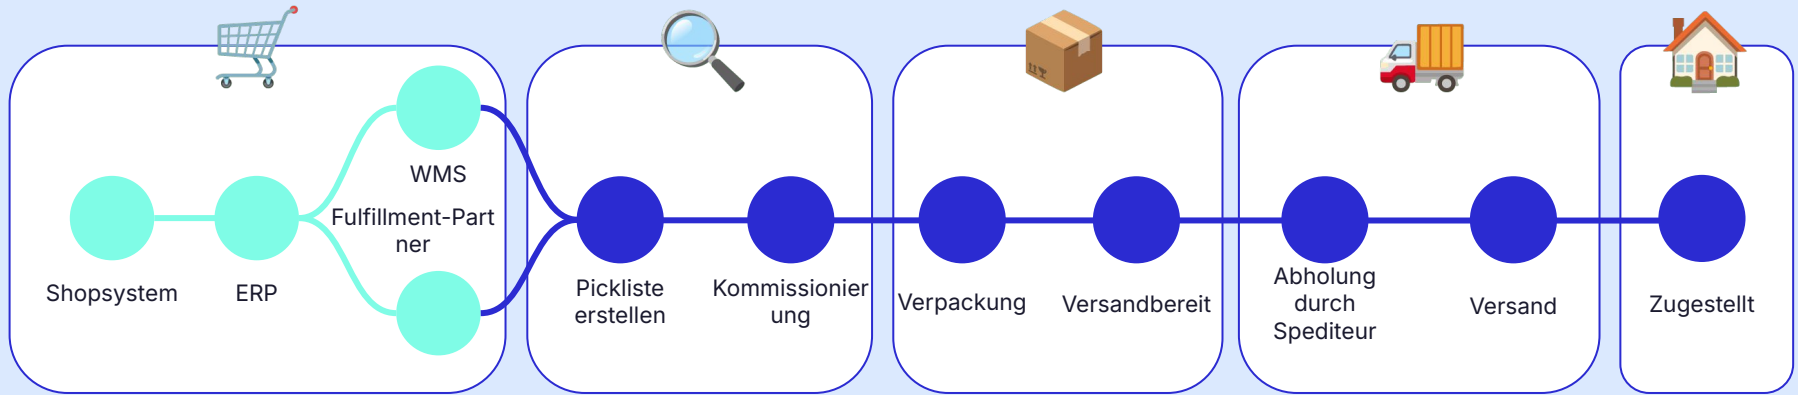 WMS
Fulfillment-Part
ner
Shopsystem
ERP
Pickliste
erstellen
Kommissionier
ung
Verpackung
Versandbereit
Abholung
durch
Spediteur
Versand
Zugestellt